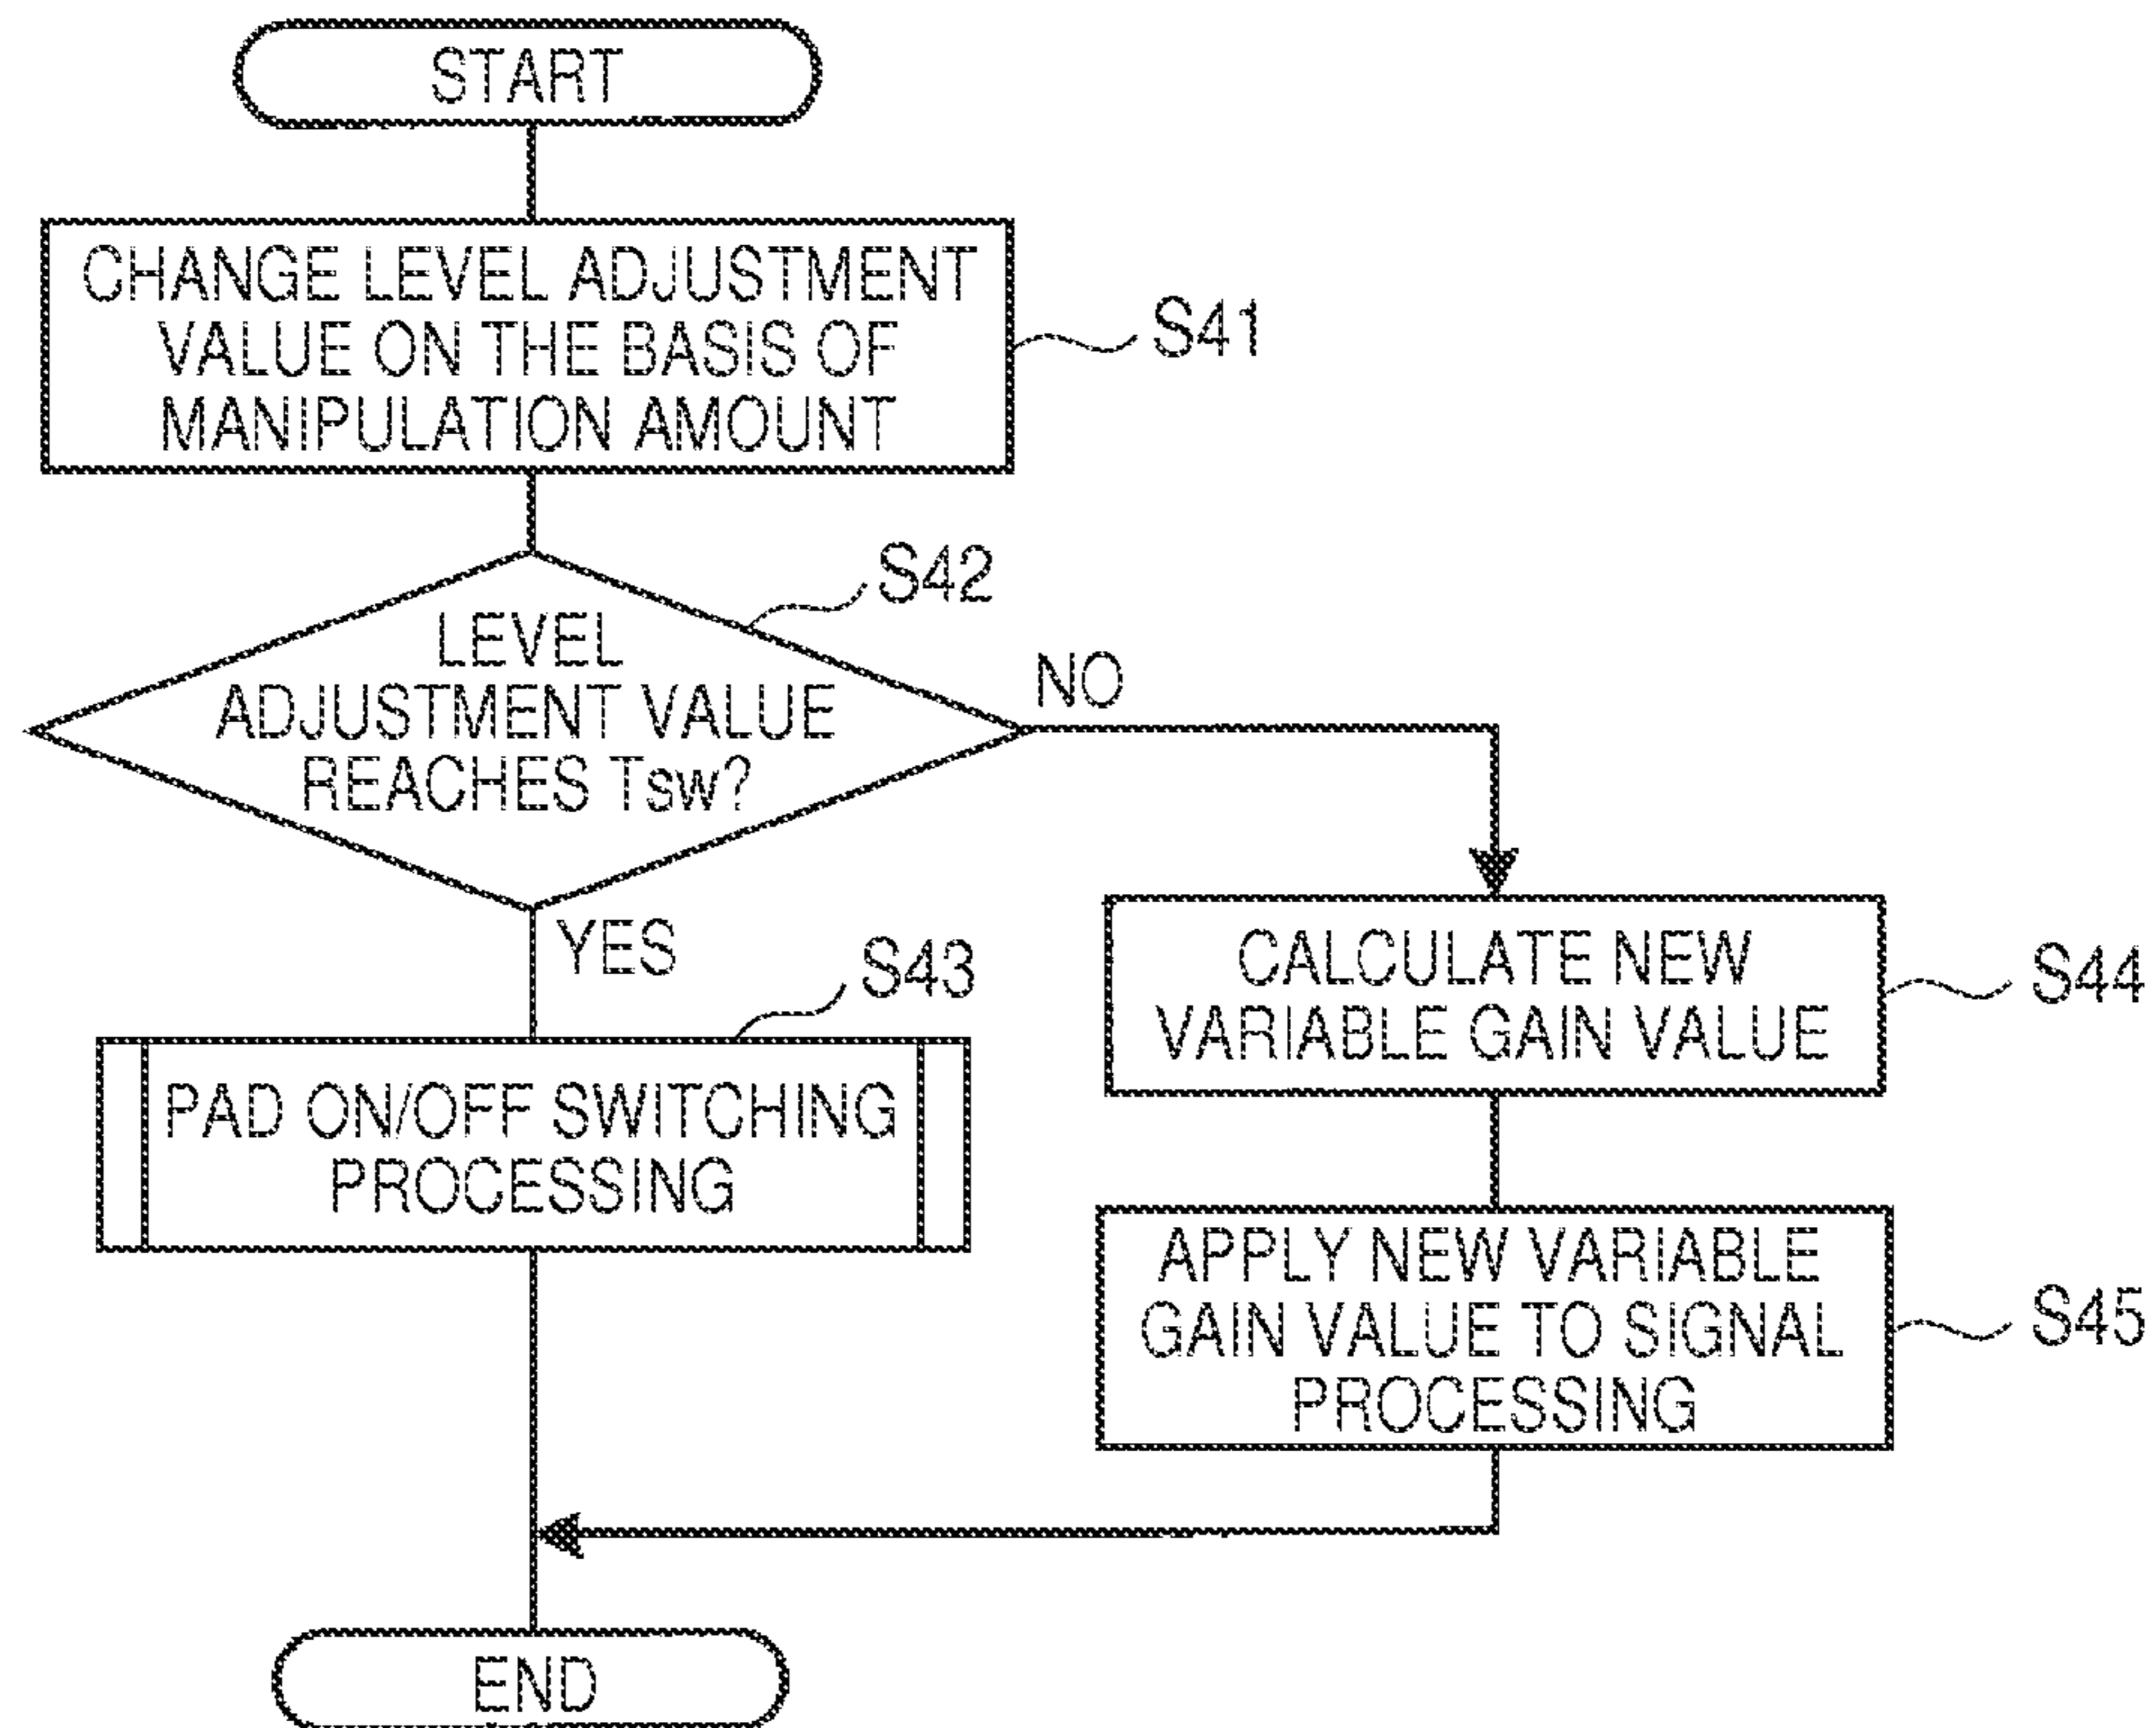 START
CHANGE LEVEL ADJUSTMENT
VALUE ON THE BASIS OF
MANIPULATION AMOUNT
S41
S42
LEVEL
ADJUSTMENT VALUE
REACHES Tsw?
NO
YES
S43
PAD ON/OFF SWITCHING
PROCESSING
CALCULATE NEW
VARIABLE GAIN VALUE
S44
APPLY NEW VARIABLE
GAIN VALUE TO SIGNAL
PROCESSING
S45
END